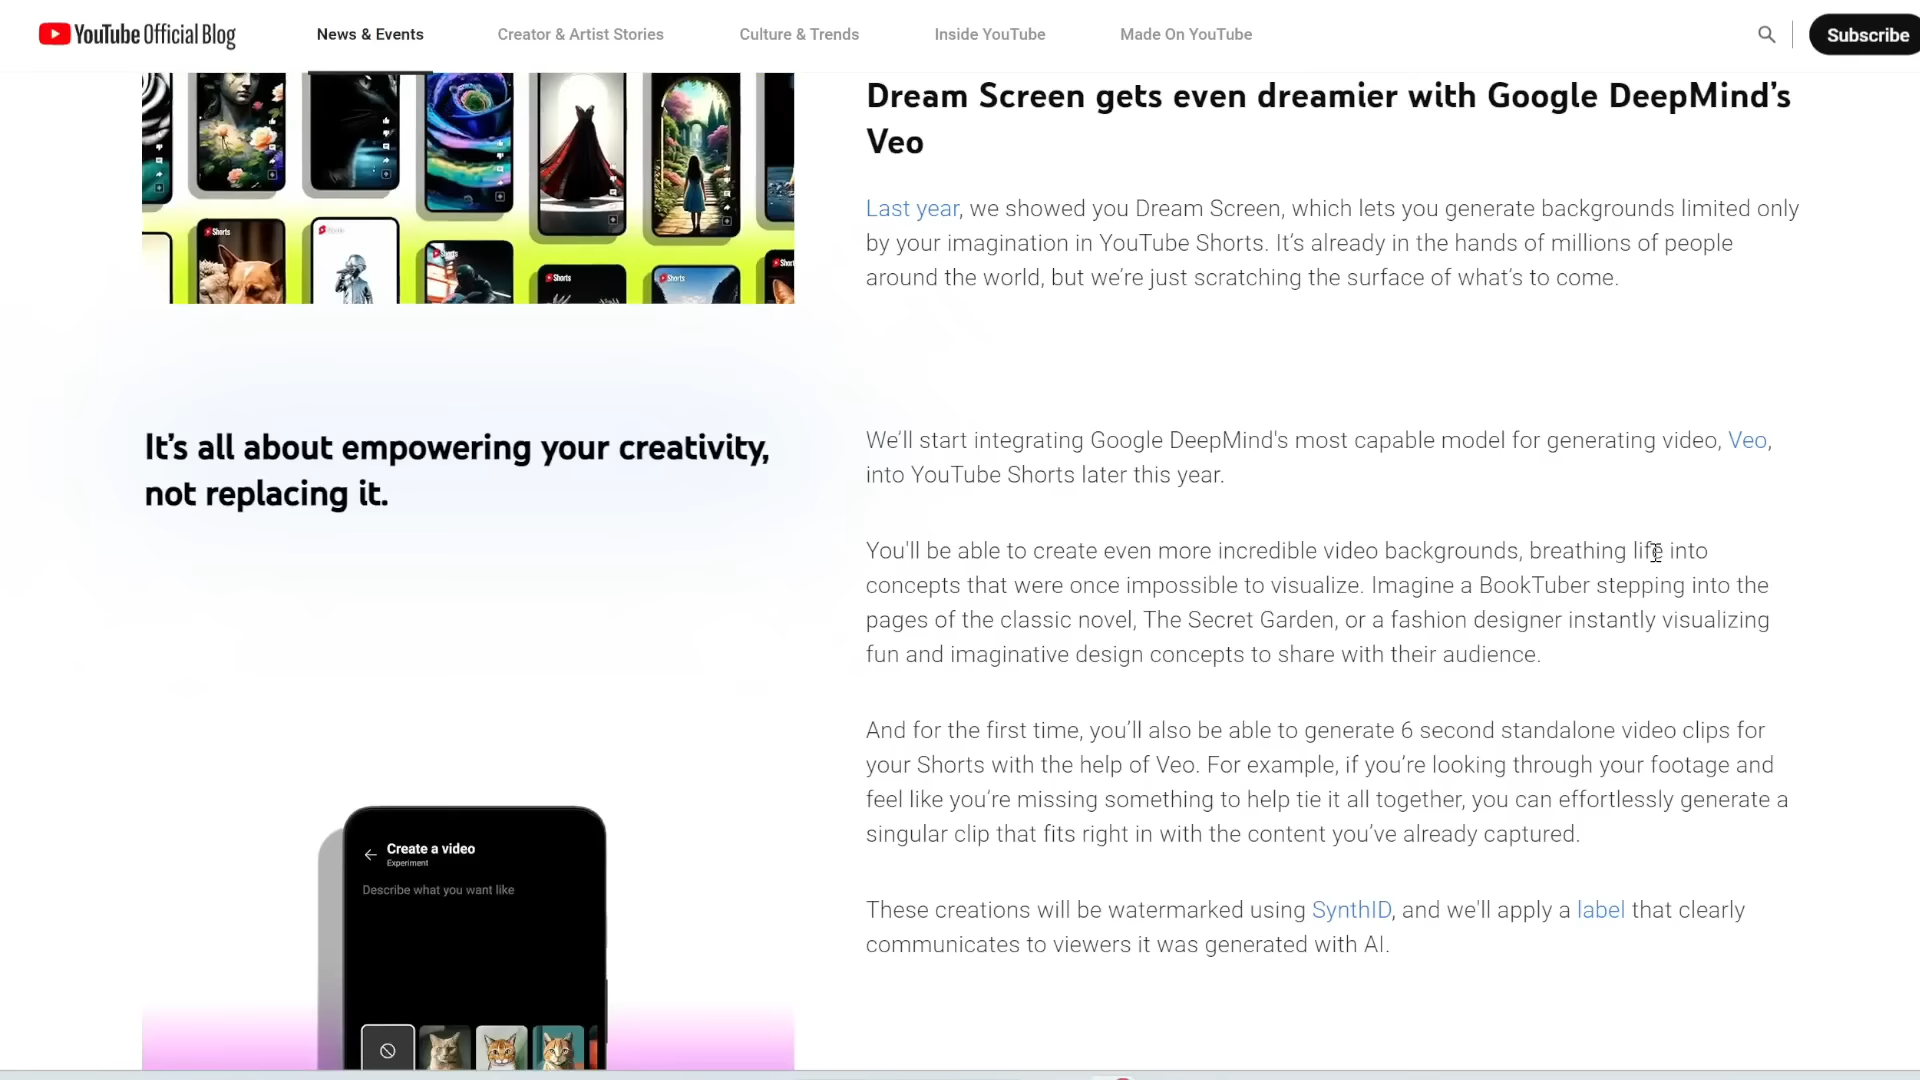 YouTube Official Blog
News & Events
Creator & Artist Stories
Culture & Trends
Inside YouTube
Made On YouTube
Subscribe
Shorts
Shorts
Shorts
Shorts
Dream Screen gets even dreamier with Google DeepMind’s
Veo
Last year, we showed you Dream Screen, which lets you generate backgrounds limited only
by your imagination in YouTube Shorts. It’s already in the hands of millions of people
around the world, but we’re just scratching the surface of what’s to come.
It’s all about empowering your creativity,
not replacing it.
We’ll start integrating Google DeepMind's most capable model for generating video, Veo,
into YouTube Shorts later this year.
You'll be able to create even more incredible video backgrounds, breathing life into
concepts that were once impossible to visualize. Imagine a BookTuber stepping into the
pages of the classic novel, The Secret Garden, or a fashion designer instantly visualizing
fun and imaginative design concepts to share with their audience.
And for the first time, you’ll also be able to generate 6 second standalone video clips for
your Shorts with the help of Veo. For example, if you’re looking through your footage and
feel like you’re missing something to help tie it all together, you can effortlessly generate a
singular clip that fits right in with the content you’ve already captured.
These creations will be watermarked using SynthID, and we'll apply a label that clearly
communicates to viewers it was generated with AI.
Create a video
Experiment
Describe what you want like